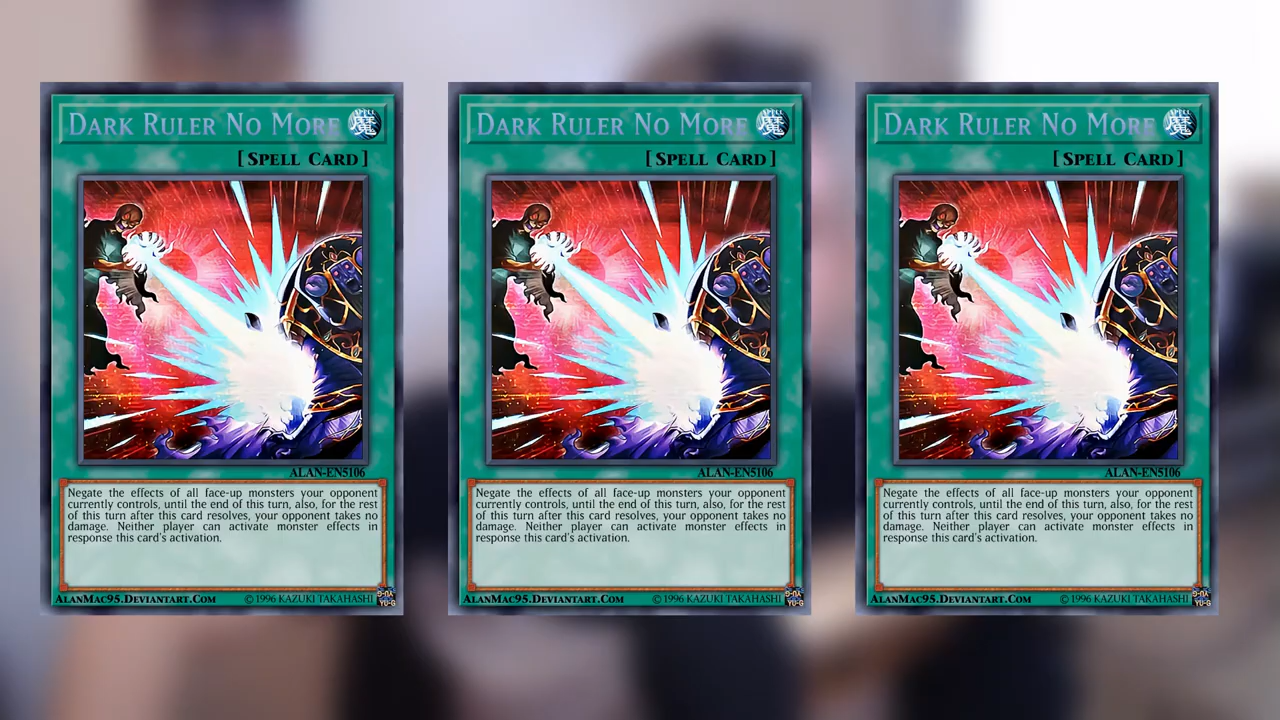 DARK RULER NO MORE
[SPELL CARD]
ALAN-EN5106
Negate the effects of all face-up monsters your opponent
currently controls, until the end of this turn, also, for the rest
of this turn after this card resolves, your opponent takes no
damage. Neither player can activate monster effects in
response this card's activation.
ALANMAC95.DEVIANTART.COM
©1996 KAZUKI TAKAHASHI
DARK RULER NO MORE
[SPELL CARD]
ALAN-EN5106
Negate the effects of all face-up monsters your opponent
currently controls, until the end of this turn, also, for the rest
of this turn after this card resolves, your opponent takes no
damage. Neither player can activate monster effects in
response this card's activation.
ALANMAC95.DEVIANTART.COM
©1996 KAZUKI TAKAHASHI
DARK RULER NO MORE
[SPELL CARD]
ALAN-EN5106
Negate the effects of all face-up monsters your opponent
currently controls, until the end of this turn, also, for the rest
of this turn after this card resolves, your opponent takes no
damage. Neither player can activate monster effects in
response this card's activation.
ALANMAC95.DEVIANTART.COM
©1996 KAZUKI TAKAHASHI